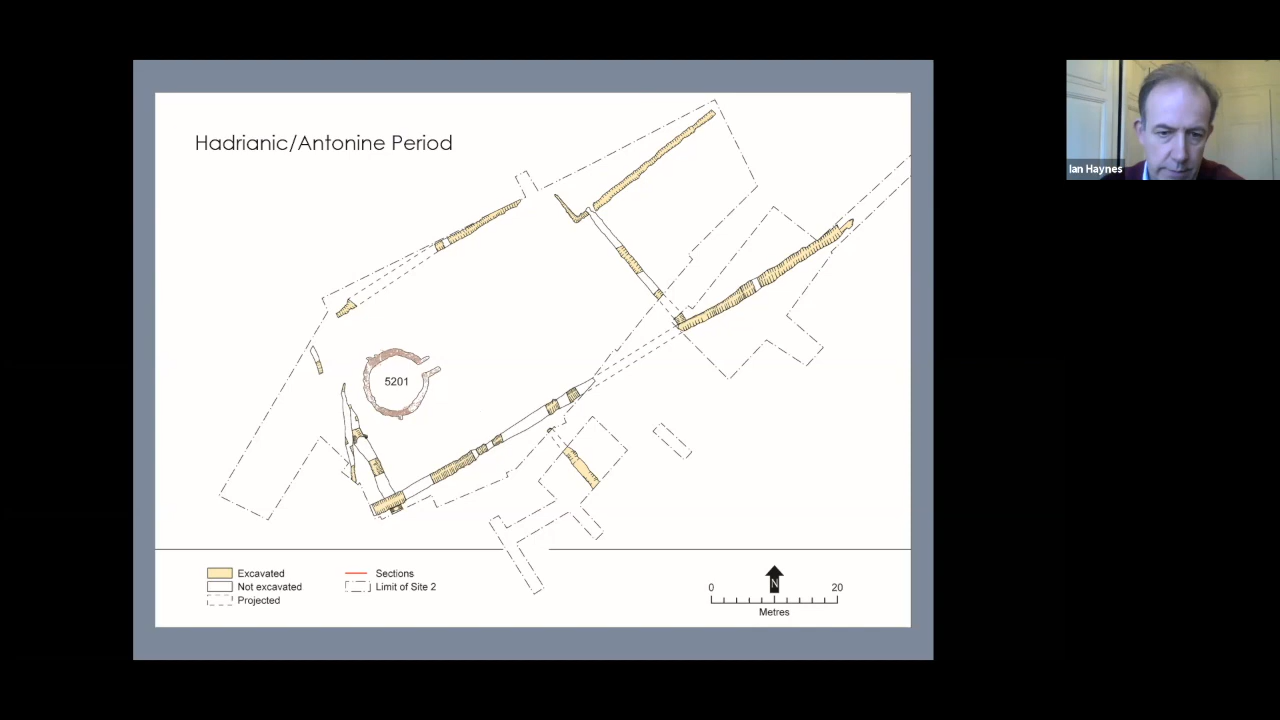 Hadrianic/Antonine Period
Ian Haynes
5201
Excavated
Not excavated
Projected
Sections
Limit of Site 2
N
0 20
Metres